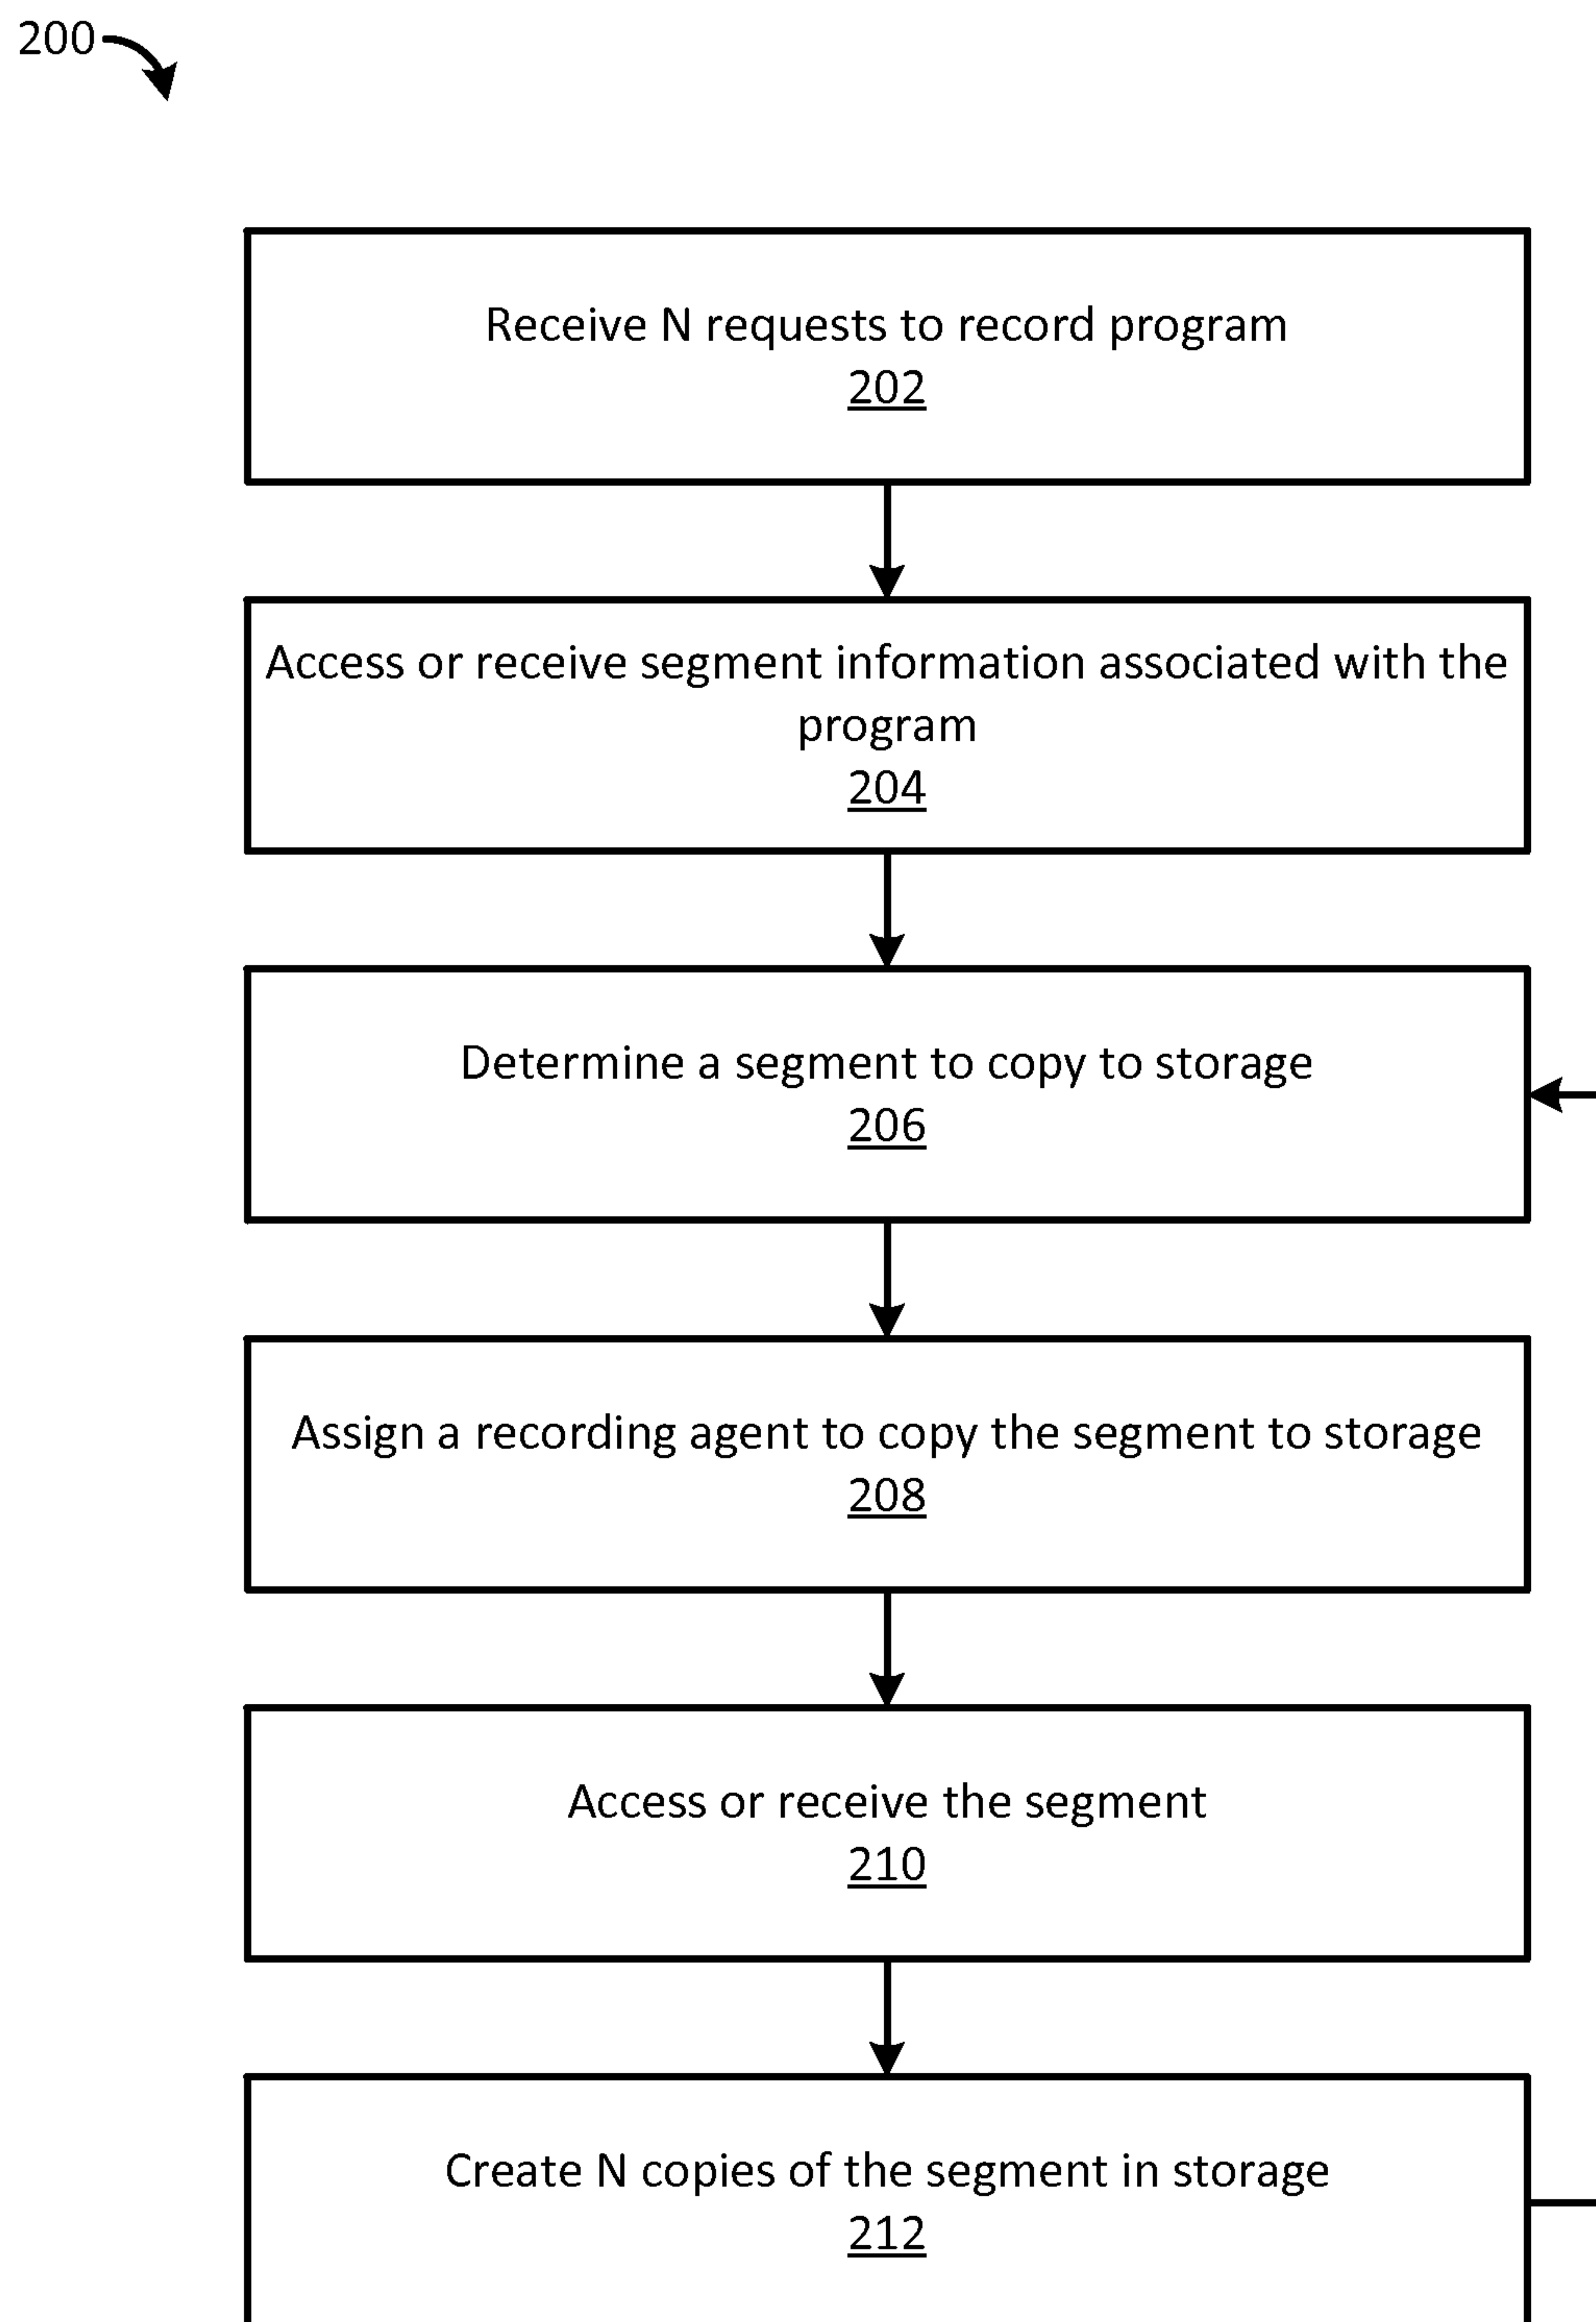 200
Receive N requests to record program
202
Access or receive segment information associated with the
program
204
Determine a segment to copy to storage
206
Assign a recording agent to copy the segment to storage
208
Access or receive the segment
210
Create N copies of the segment in storage
212